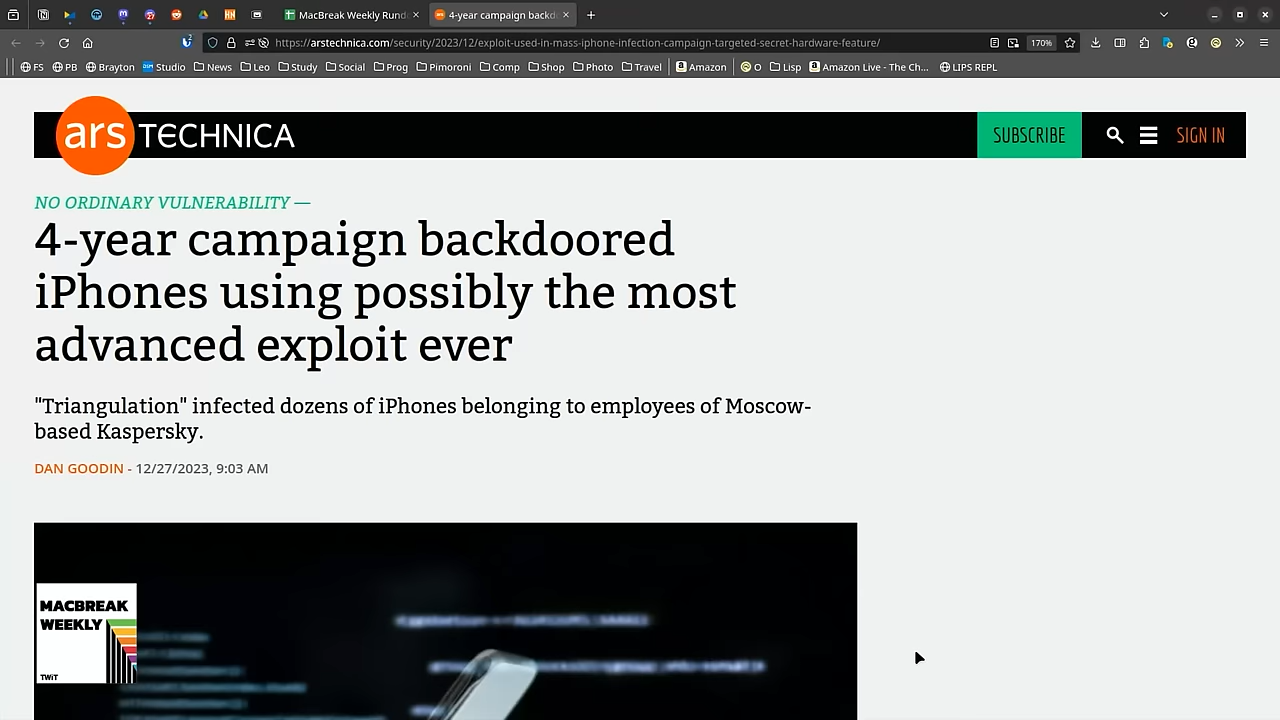 MacBreak Weekly Rund
4-year campaign backd
https://arstechnica.com/security/2023/12/exploit-used-in-mass-iphone-infection-campaign-targeted-secret-hardware-feature/
170%
FS
PB
Brayton
Studio
News
Leo
Study
Social
Prog
Pimoroni
Comp
Shop
Photo
Travel
Amazon
O
Lisp
Amazon Live - The Ch...
LIPS REPL
ars TECHNICA
SUBSCRIBE
SIGN IN
NO ORDINARY VULNERABILITY —
4-year campaign backdoored
iPhones using possibly the most
advanced exploit ever
"Triangulation" infected dozens of iPhones belonging to employees of Moscow-
based Kaspersky.
DAN GOODIN - 12/27/2023, 9:03 AM
MACBREAK
WEEKLY
TWiT